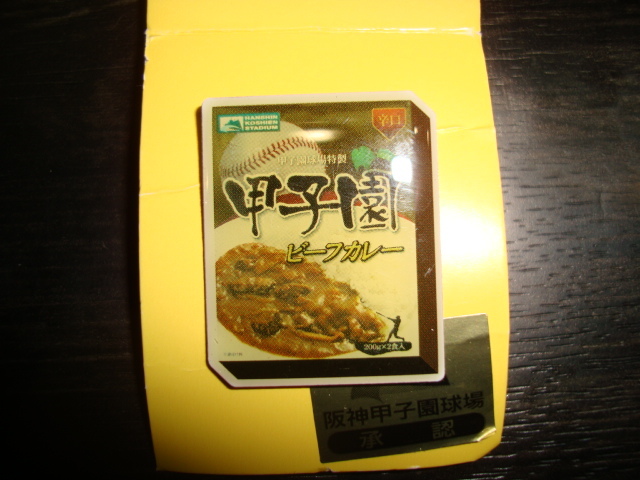 HANSHIN
KOSHIEN
STADIUM
辛口
甲子園球場特製
甲子園
ビーフカレー
200g×2食入
阪神甲子園球場
承認